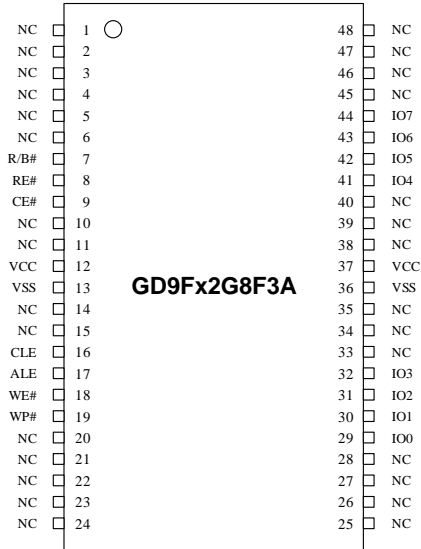 NC 1 48 NC
NC 2 47 NC
NC 3 46 NC
NC 4 45 NC
NC 5 44 IO7
NC 6 43 IO6
R/B# 7 42 IO5
RE# 8 41 IO4
CE# 9 40 NC
NC 10 39 NC
NC 11 38 NC
VCC 12 37 VCC
VSS 13 GD9Fx2G8F3A 36 VSS
NC 14 35 NC
NC 15 34 NC
CLE 16 33 NC
ALE 17 32 IO3
WE# 18 31 IO2
WP# 19 30 IO1
NC 20 29 IO0
NC 21 28 NC
NC 22 27 NC
NC 23 26 NC
NC 24 25 NC